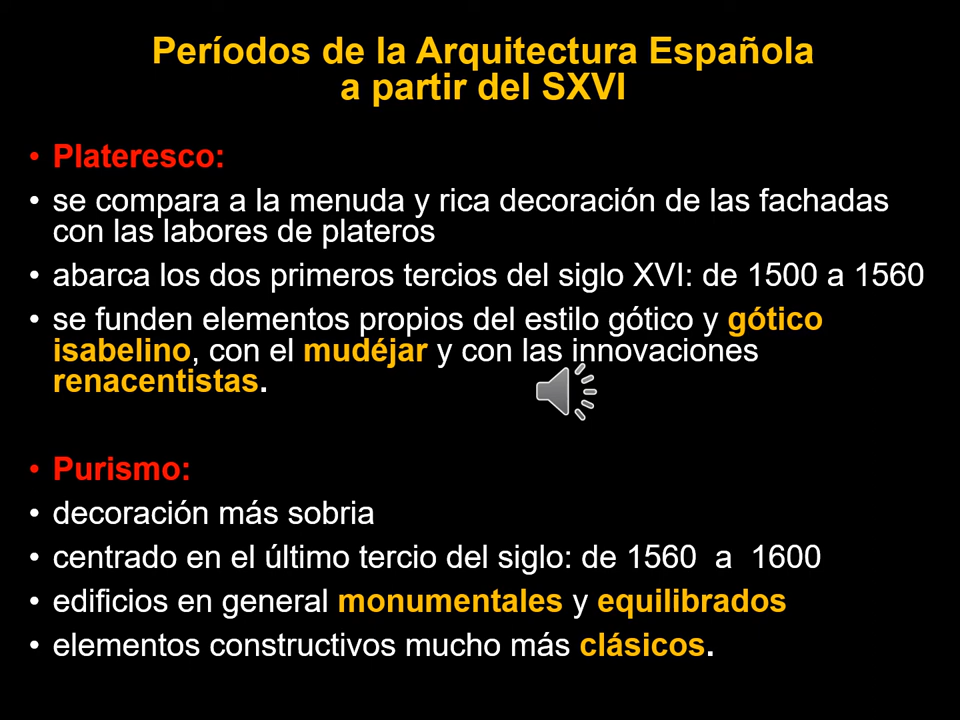 Períodos de la Arquitectura Española
a partir del SXVI
• Plateresco:
• se compara a la menuda y rica decoración de las fachadas
con las labores de plateros
• abarca los dos primeros tercios del siglo XVI: de 1500 a 1560
• se funden elementos propios del estilo gótico y gótico
isabelino, con el mudéjar y con las innovaciones
renacentistas.
• Purismo:
• decoración más sobria
• centrado en el último tercio del siglo: de 1560 a 1600
• edificios en general monumentales y equilibrados
• elementos constructivos mucho más clásicos.